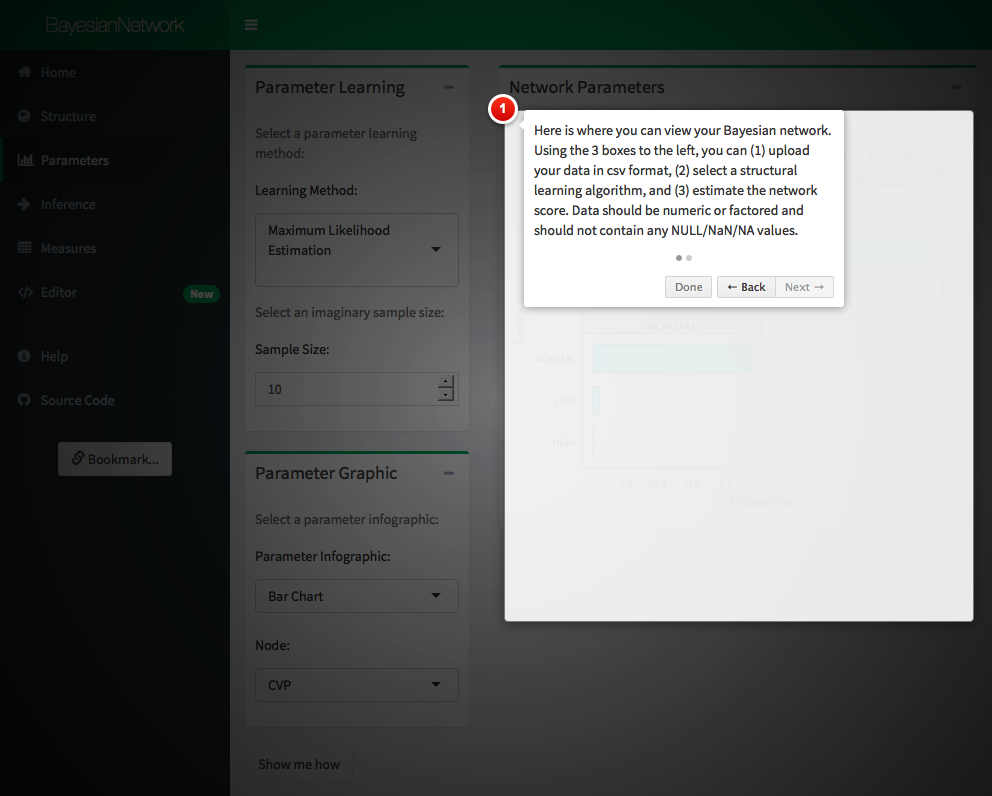 BayesianNetwork
Home
Structure
Parameters
Inference
Measures
Editor
New
Help
Source Code
Bookmark...
Parameter Learning
Select a parameter learning
method:
Learning Method:
Maximum Likelihood
Estimation
Select an imaginary sample size:
Sample Size:
10
Parameter Graphic
Select a parameter infographic:
Parameter Infographic:
Bar Chart
Node:
CVP
Show me how
Network Parameters
1
Here is where you can view your Bayesian network.
Using the 3 boxes to the left, you can (1) upload
your data in csv format, (2) select a structural
learning algorithm, and (3) estimate the network
score. Data should be numeric or factored and
should not contain any NULL/NaN/NA values.
Done
← Back
Next →
NORMAL
NORMAL
LOW
HIGH
0.0 0.2 0.4 0.6 0.8
Probabilities